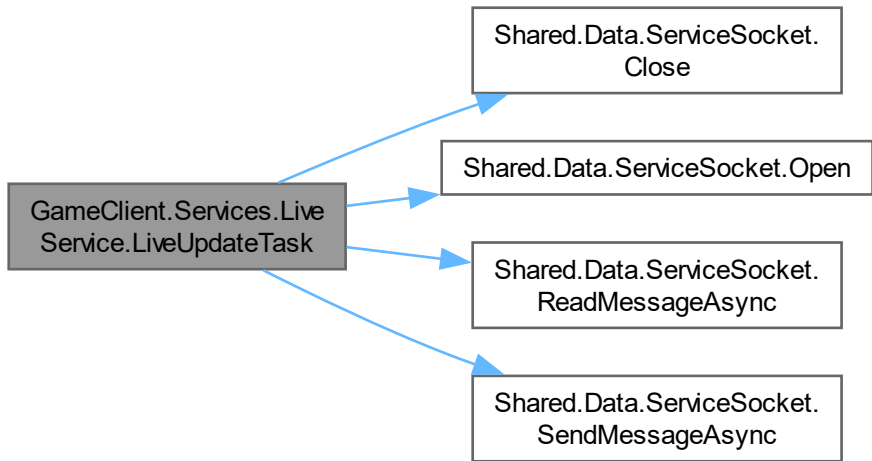 Shared.Data.ServiceSocket.
Close
Shared.Data.ServiceSocket.Open
GameClient.Services.Live
Service.LiveUpdateTask
Shared.Data.ServiceSocket.
ReadMessageAsync
Shared.Data.ServiceSocket.
SendMessageAsync